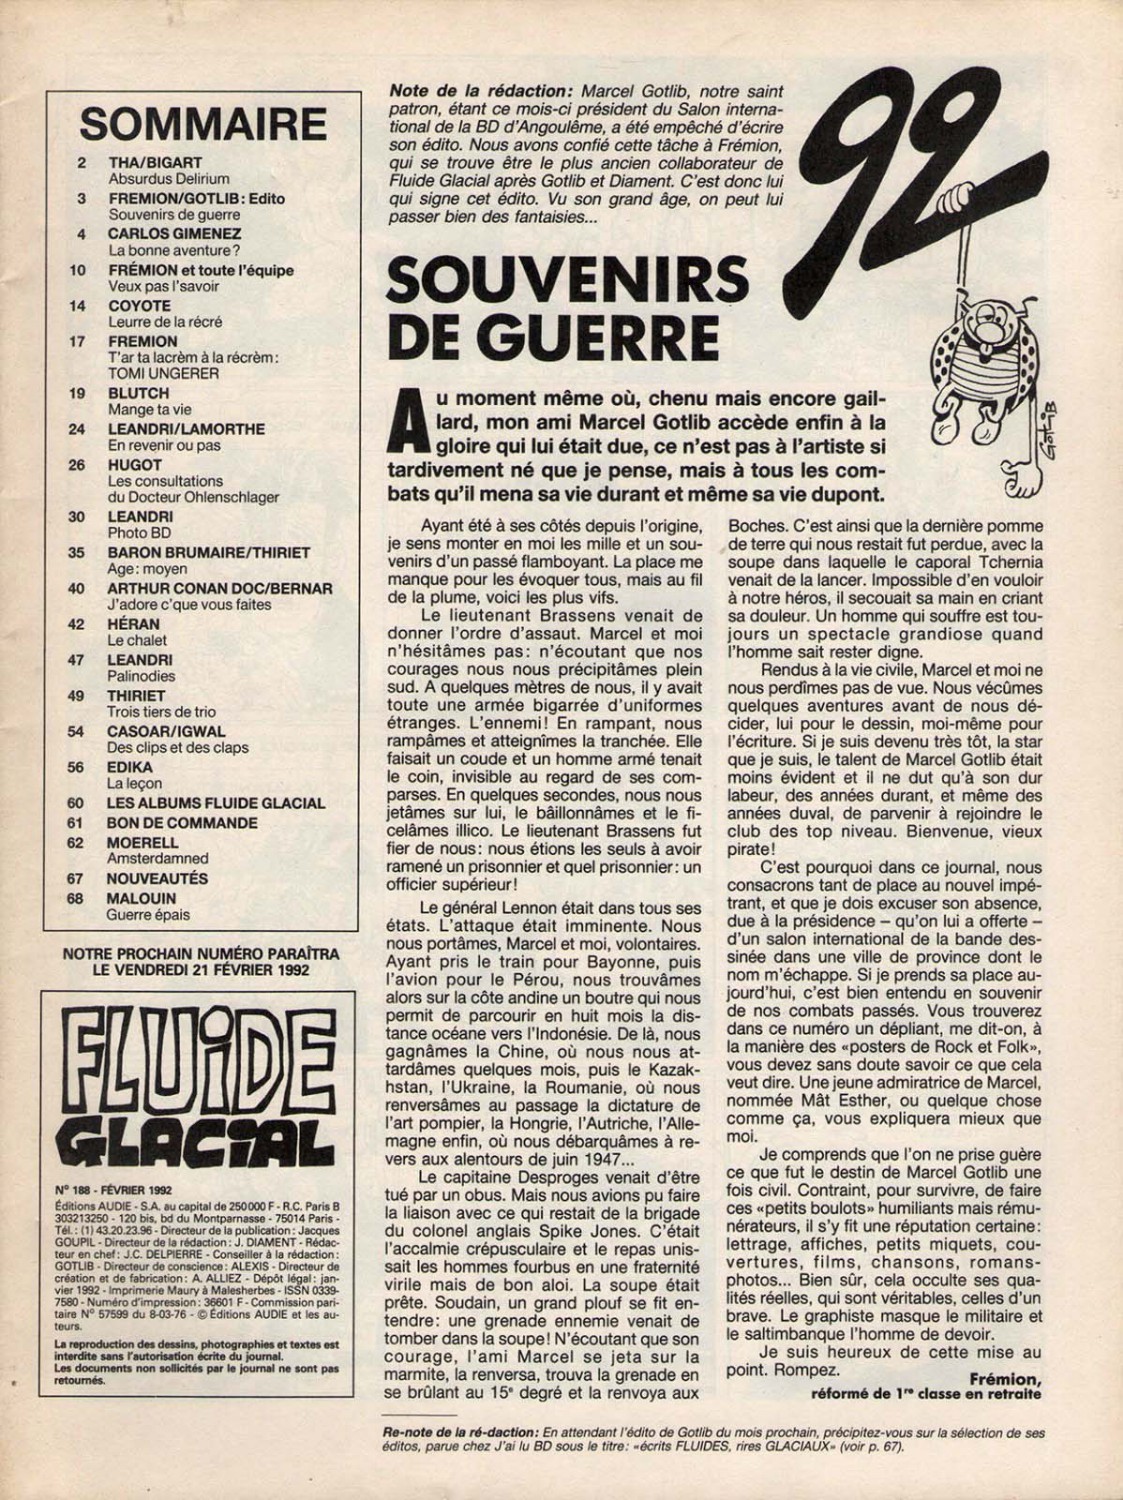 SOMMAIRE
2 THA/BIGART
Absurdus Delirium
3 FREMION/GOTLIB : Edito
Souvenirs de guerre
4 CARLOS GIMENEZ
La bonne aventure ?
10 FRÉMION et toute l'équipe
Veux pas l'savoir
14 COYOTE
Leurre de la récré
17 FREMION
T'ar ta lacrèm à la récrèm :
TOMI UNGERER
19 BLUTCH
Mange ta vie
24 LEANDRI/LAMORTHE
En revenir ou pas
26 HUGOT
Les consultations
du Docteur Ohlenschlager
30 LEANDRI
Photo BD
35 BARON BRUMAIRE/THIRIET
Age : moyen
40 ARTHUR CONAN DOC/BERNAR
J'adore c'que vous faites
42 HÉRAN
Le chalet
47 LEANDRI
Palinodies
49 THIRIET
Trois tiers de trio
54 CASOAR/IGWAL
Des clips et des claps
56 EDIKA
La leçon
60 LES ALBUMS FLUIDE GLACIAL
61 BON DE COMMANDE
62 MOERELL
Amsterdamned
67 NOUVEAUTÉS
68 MALOUIN
Guerre épais
NOTRE PROCHAIN NUMÉRO PARAÎTRA
LE VENDREDI 21 FÉVRIER 1992
FLUIDE
GLACIAL
N° 188 - FÉVRIER 1992
Éditions AUDIE - S.A. au capital de 250000 F - R.C. Paris B
303213250 - 120 bis, bd du Montparnasse - 75014 Paris -
Tél. : (1) 43.20.23.96 - Directeur de la publication : Jacques
GOUPIL - Directeur de la rédaction : J. DIAMENT - Rédac-
teur en chef : J.C. DELPIERRE - Conseiller à la rédaction :
GOTLIB - Directeur de conscience : ALEXIS - Directeur de
création et de fabrication : A. ALLIEZ - Dépôt légal : jan-
vier 1992 - Imprimerie Maury à Malesherbes - ISSN 0339-
7580 - Numéro d'impression : 36601 F - Commission pari-
taire N° 57599 du 8-03-76 - © Éditions AUDIE et les au-
teurs.
La reproduction des dessins, photographies et textes est
interdite sans l'autorisation écrite du journal.
Les documents non sollicités par le journal ne sont pas
retournés.
Note de la rédaction : Marcel Gotlib, notre saint
patron, étant ce mois-ci président du Salon interna-
tional de la BD d'Angoulême, a été empêché d'écrire
son édito. Nous avons confié cette tâche à Frémion,
qui se trouve être le plus ancien collaborateur de
Fluide Glacial après Gotlib et Diament. C'est donc lui
qui signe cet édito. Vu son grand âge, on peut lui
passer bien des fantaisies...
92
GOTLIB
SOUVENIRS
DE GUERRE
Au moment même où, chenu mais encore gail-
lard, mon ami Marcel Gotlib accède enfin à la
gloire qui lui était due, ce n'est pas à l'artiste si
tardivement né que je pense, mais à tous les com-
bats qu'il mena sa vie durant et même sa vie dupont.
Ayant été à ses côtés depuis l'origine,
je sens monter en moi les mille et un sou-
venirs d'un passé flamboyant. La place me
manque pour les évoquer tous, mais au fil
de la plume, voici les plus vifs.
Le lieutenant Brassens venait de
donner l'ordre d'assaut. Marcel et moi
n'hésitâmes pas : n'écoutant que nos
courages nous nous précipitâmes plein
sud. A quelques mètres de nous, il y avait
toute une armée bigarrée d'uniformes
étranges. L'ennemi ! En rampant, nous
rampâmes et atteignîmes la tranchée. Elle
faisait un coude et un homme armé tenait
le coin, invisible au regard de ses com-
parses. En quelques secondes, nous nous
jetâmes sur lui, le bâillonnâmes et le fi-
celâmes illico. Le lieutenant Brassens fut
fier de nous : nous étions les seuls à avoir
ramené un prisonnier et quel prisonnier : un
officier supérieur !
Le général Lennon était dans tous ses
états. L'attaque était imminente. Nous
nous portâmes, Marcel et moi, volontaires.
Ayant pris le train pour Bayonne, puis
l'avion pour le Pérou, nous trouvâmes
alors sur la côte andine un boutre qui nous
permit de parcourir en huit mois la dis-
tance océane vers l'Indonésie. De là, nous
gagnâmes la Chine, où nous nous at-
tardâmes quelques mois, puis le Kazak-
hstan, l'Ukraine, la Roumanie, où nous
renversâmes au passage la dictature de
l'art pompier, la Hongrie, l'Autriche, l'Alle-
magne enfin, où nous débarquâmes à re-
vers aux alentours de juin 1947...
Le capitaine Desproges venait d'être
tué par un obus. Mais nous avions pu faire
la liaison avec ce qui restait de la brigade
du colonel anglais Spike Jones. C'était
l'accalmie crépusculaire et le repas unis-
sait les hommes fourbus en une fraternité
virile mais de bon aloi. La soupe était
prête. Soudain, un grand plouf se fit en-
tendre : une grenade ennemie venait de
tomber dans la soupe ! N'écoutant que son
courage, l'ami Marcel se jeta sur la
marmite, la renversa, trouva la grenade en
se brûlant au 15e degré et la renvoya aux
Boches. C'est ainsi que la dernière pomme
de terre qui nous restait fut perdue, avec la
soupe dans laquelle le caporal Tchernia
venait de la lancer. Impossible d'en vouloir
à notre héros, il secouait sa main en criant
sa douleur. Un homme qui souffre est tou-
jours un spectacle grandiose quand
l'homme sait rester digne.
Rendus à la vie civile, Marcel et moi ne
nous perdîmes pas de vue. Nous vécûmes
quelques aventures avant de nous dé-
cider, lui pour le dessin, moi-même pour
l'écriture. Si je suis devenu très tôt, la star
que je suis, le talent de Marcel Gotlib était
moins évident et il ne dut qu'à son dur
labeur, des années durant, et même des
années duval, de parvenir à rejoindre le
club des top niveau. Bienvenue, vieux
pirate !
C'est pourquoi dans ce journal, nous
consacrons tant de place au nouvel impé-
trant, et que je dois excuser son absence,
due à la présidence – qu'on lui a offerte –
d'un salon international de la bande des-
sinée dans une ville de province dont le
nom m'échappe. Si je prends sa place au-
jourd'hui, c'est bien entendu en souvenir
de nos combats passés. Vous trouverez
dans ce numéro un dépliant, me dit-on, à
la manière des «posters de Rock et Folk»,
vous devez sans doute savoir ce que cela
veut dire. Une jeune admiratrice de Marcel,
nommée Mât Esther, ou quelque chose
comme ça, vous expliquera mieux que
moi.
Je comprends que l'on ne prise guère
ce que fut le destin de Marcel Gotlib une
fois civil. Contraint, pour survivre, de faire
ces «petits boulots» humiliants mais rému-
nérateurs, il s'y fit une réputation certaine :
lettrage, affiches, petits miquets, cou-
vertures, films, chansons, romans-
photos... Bien sûr, cela occulte ses qua-
lités réelles, qui sont véritables, celles d'un
brave. Le graphiste masque le militaire et
le saltimbanque l'homme de devoir.
Je suis heureux de cette mise au
point. Rompez.
Frémion,
réformé de 1re classe en retraite
Re-note de la ré-daction : En attendant l'édito de Gotlib du mois prochain, précipitez-vous sur la sélection de ses
éditos, parue chez J'ai lu BD sous le titre : «écrits FLUIDES, rires GLACIAUX» (voir p. 67).